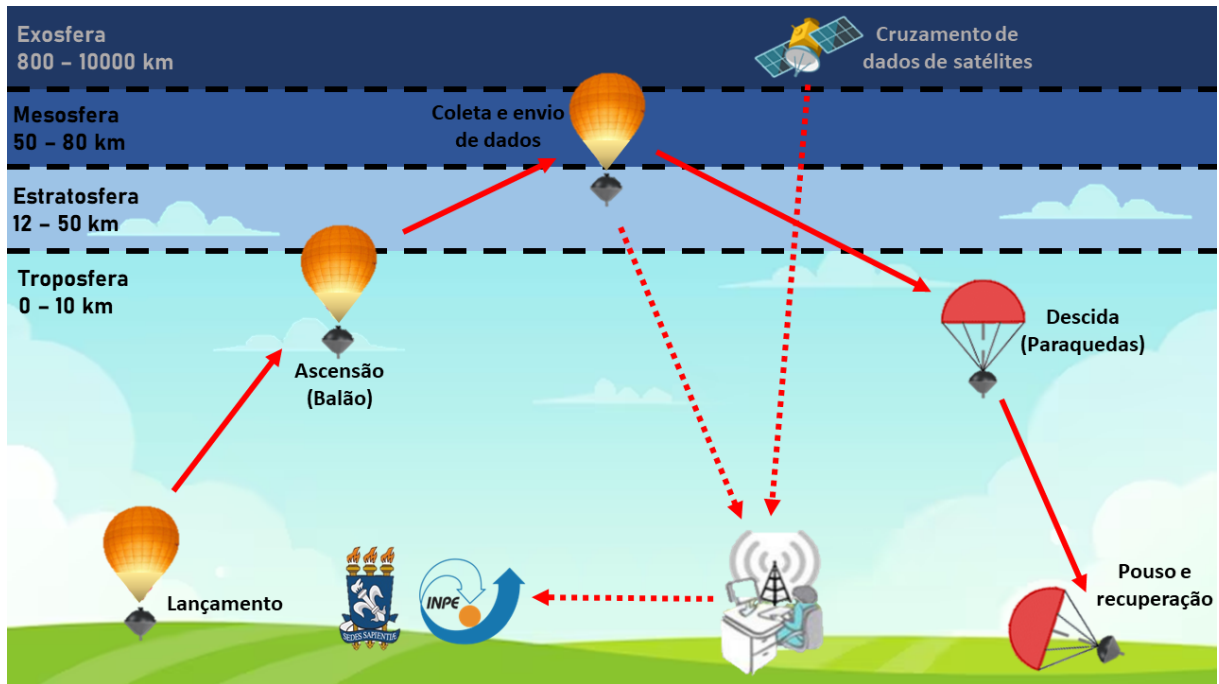 Exosfera
800 – 10000 km
Cruzamento de
dados de satélites
Mesosfera
50 – 80 km
Coleta e envio
de dados
Estratosfera
12 – 50 km
Troposfera
0 – 10 km
Ascensão
(Balão)
Descida
(Paraquedas)
Lançamento
SEDES SAPIENTIÆ
INPE
Pouso e
recuperação